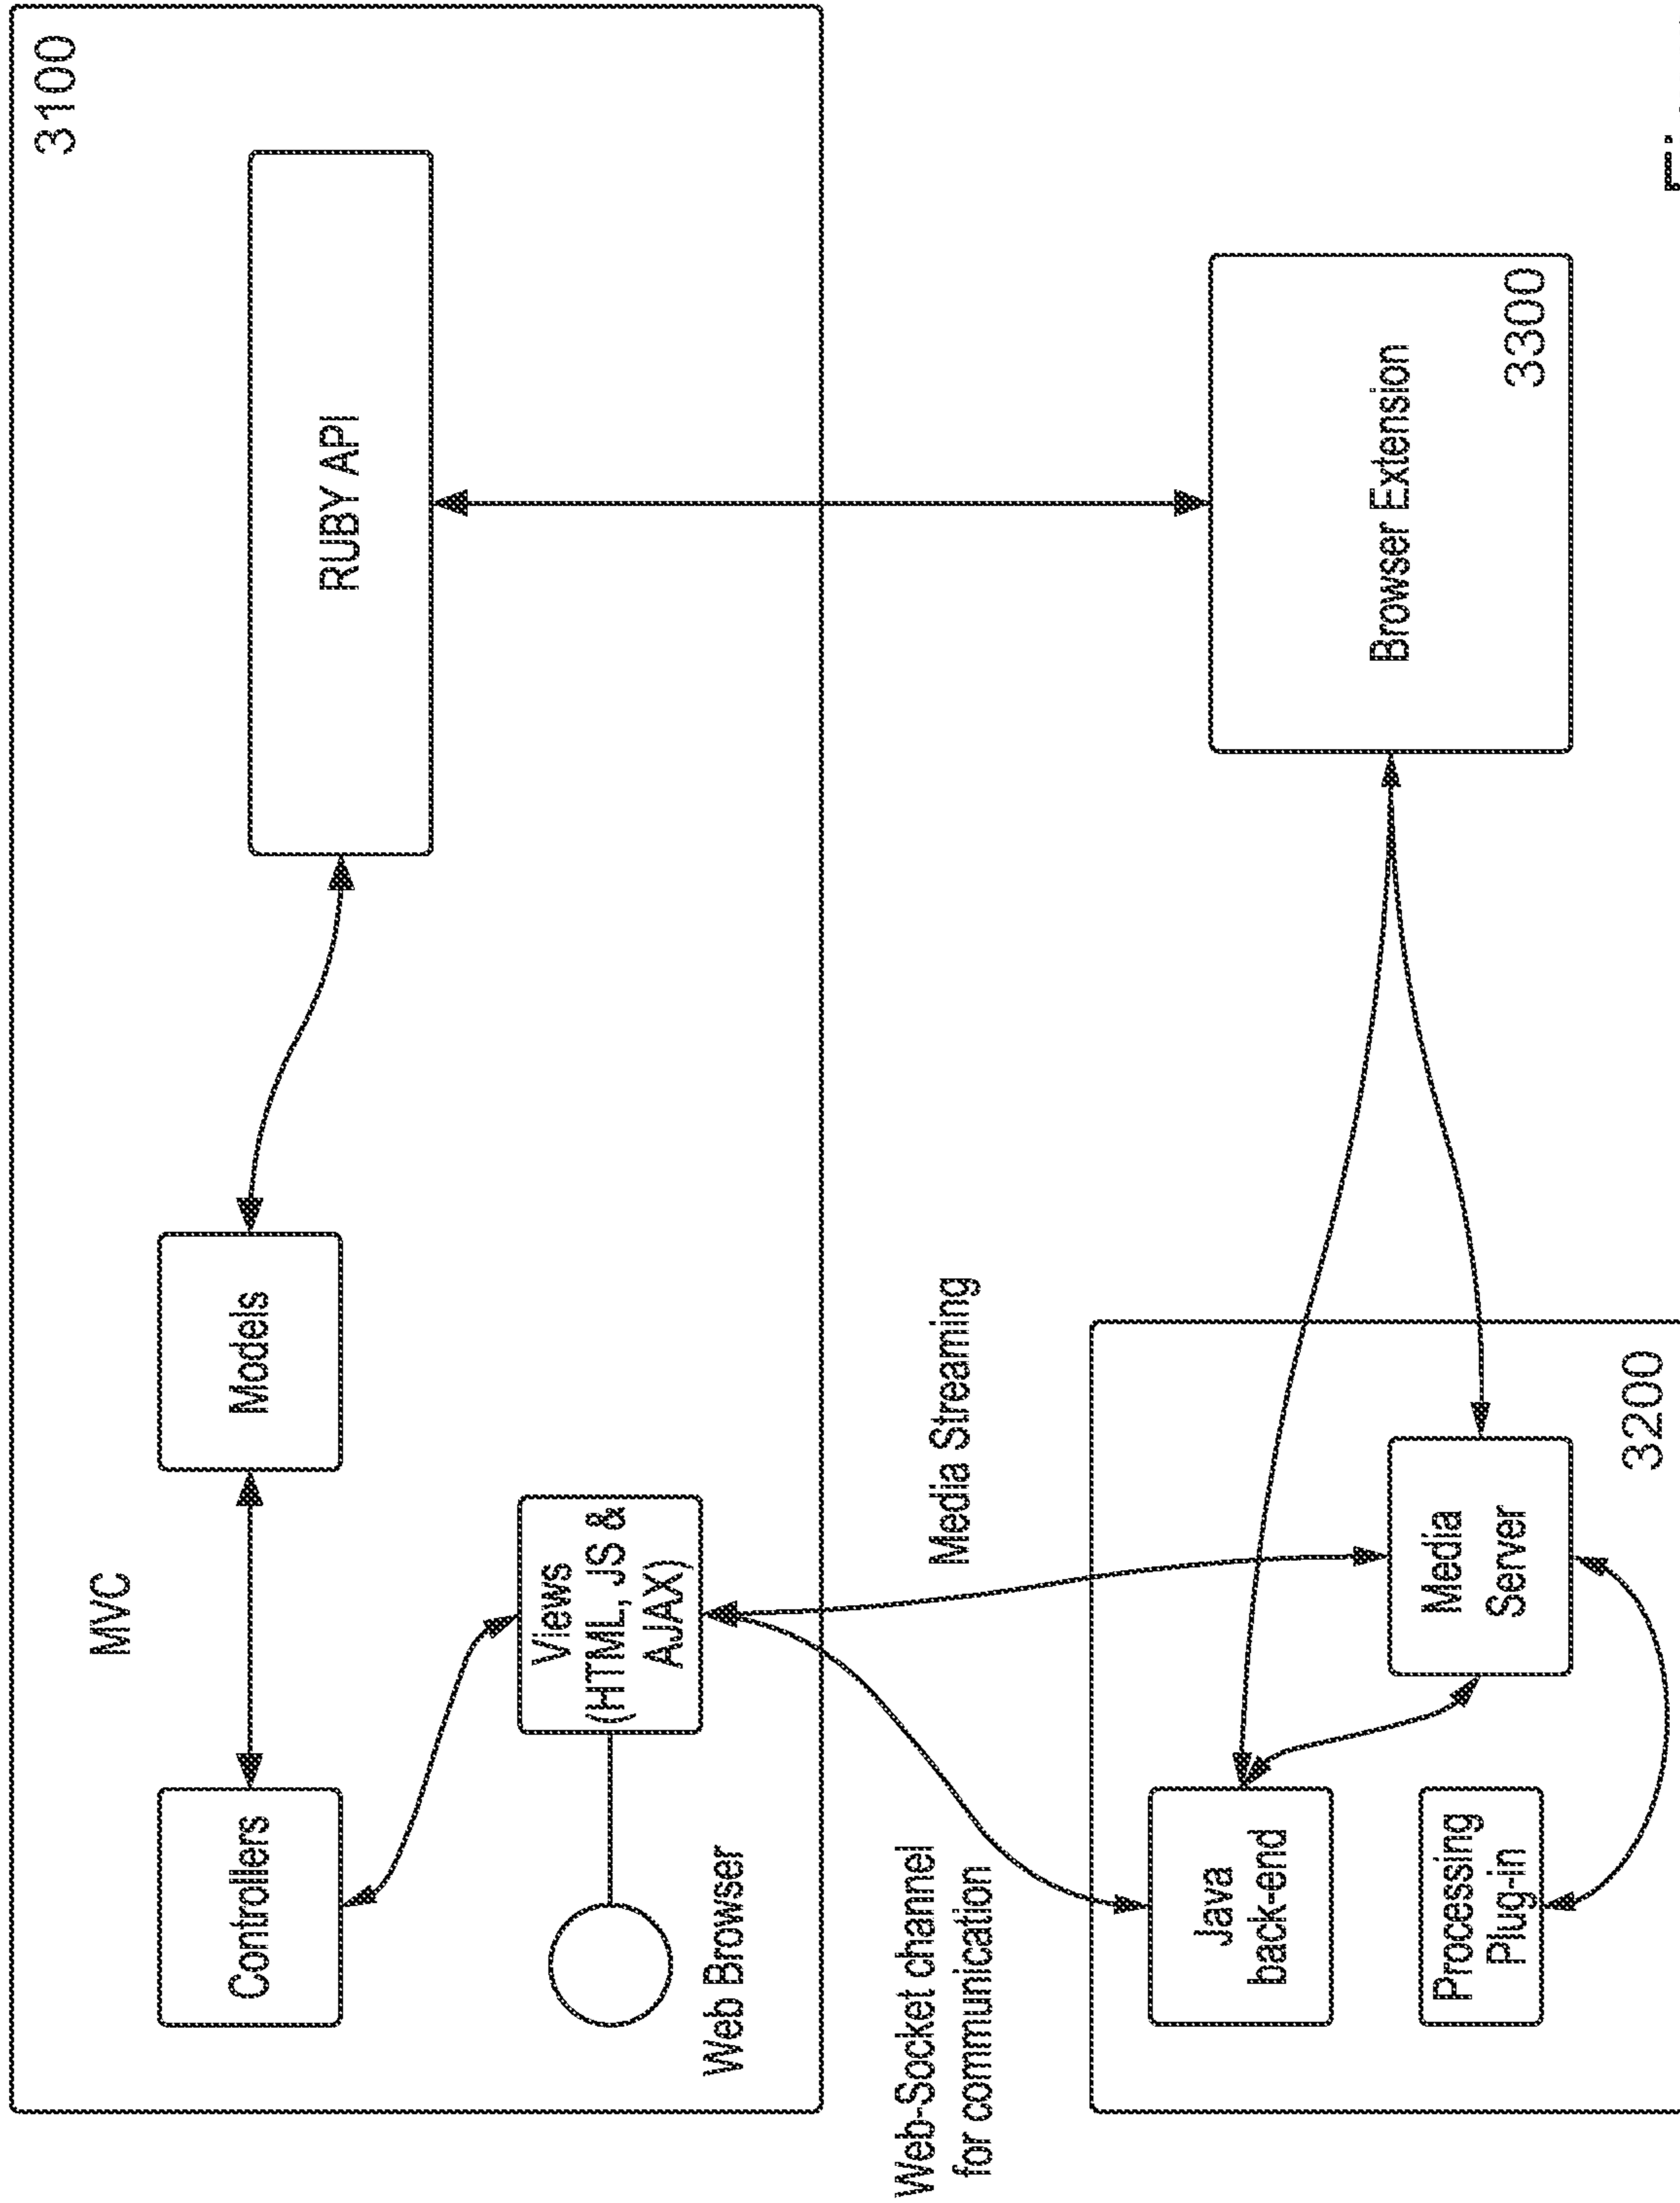 3100
MVC
Controllers
Models
RUBY API
Views
(HTML, JS &
AJAX)
Web Browser
Web-Socket channel
for communication
Media Streaming
Java
back-end
Processing
Plug-in
Media
Server
3200
Browser Extension
3300